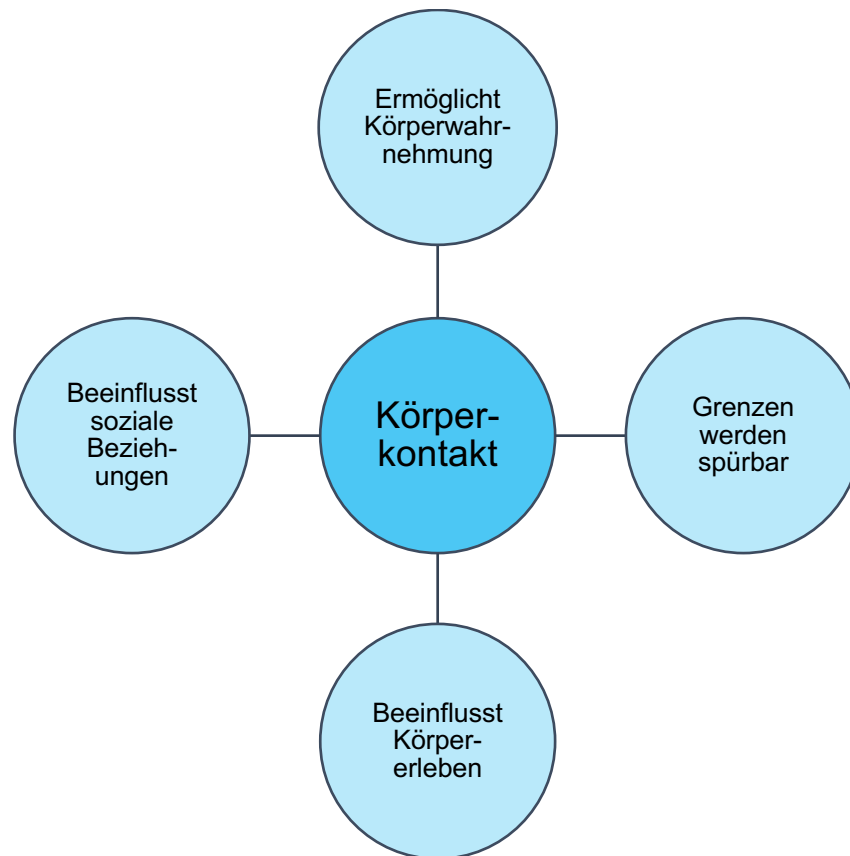 Ermöglicht
Körperwahr-
nehmung
Beeinflusst
soziale
Bezieh-
ungen
Körper-
kontakt
Grenzen
werden
spürbar
Beeinflusst
Körper-
erleben